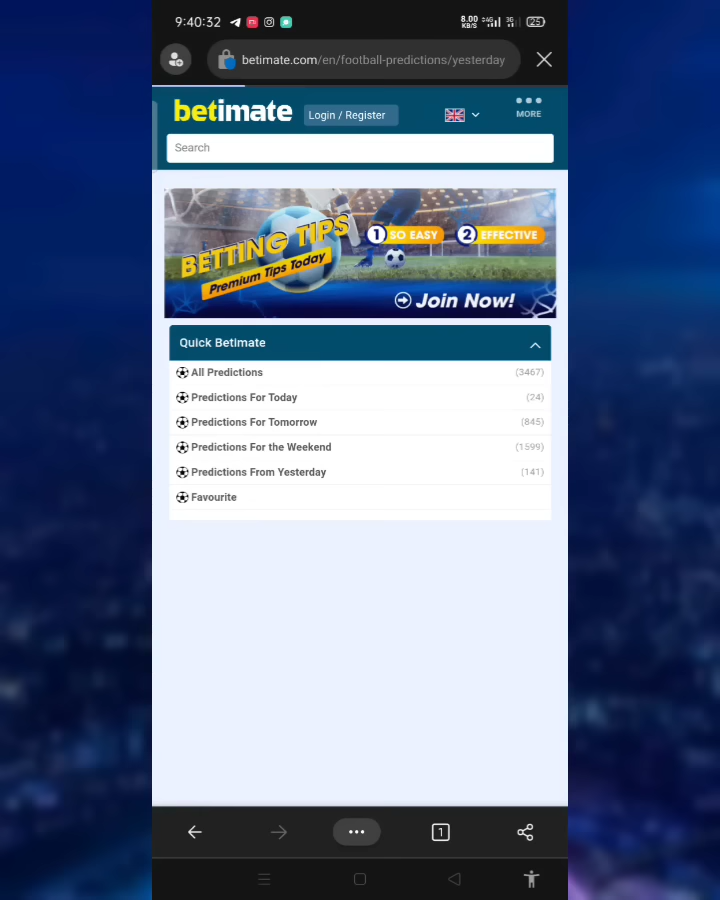 9:40:32
8.00 KB/S 4G 3G 25
betimate.com/en/football-predictions/yesterday
betimate
Login / Register
MORE
Search
BETTING TIPS
Premium Tips Today
1 SO EASY
2 EFFECTIVE
Join Now!
Quick Betimate
All Predictions (3467)
Predictions For Today (24)
Predictions For Tomorrow (845)
Predictions For the Weekend (1599)
Predictions From Yesterday (141)
Favourite
1